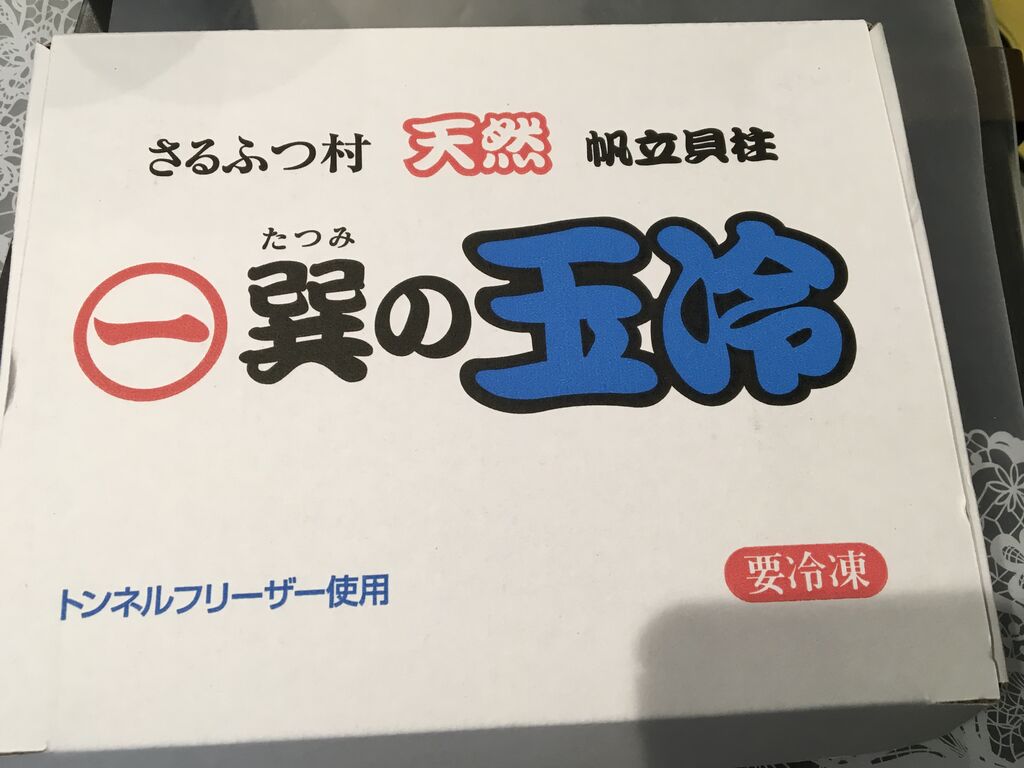 さるふつ村 天然 帆立貝柱
たつみ
㊀ 巽の玉冷
要冷凍
トンネルフリーザー使用